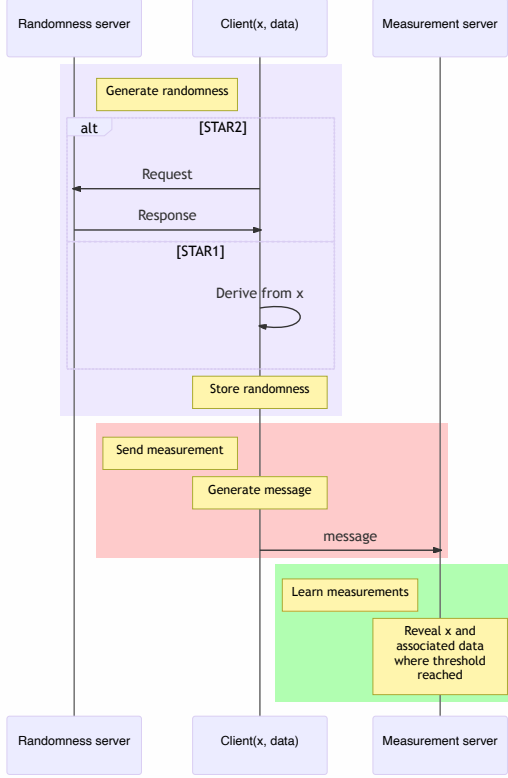 Randomness server
Client(x, data)
Measurement server
Generate randomness
alt
[STAR2]
Request
Response
[STAR1]
Derive from x
Store randomness
Send measurement
Generate message
message
Learn measurements
Reveal x and
associated data
where threshold
reached
Randomness server
Client(x, data)
Measurement server